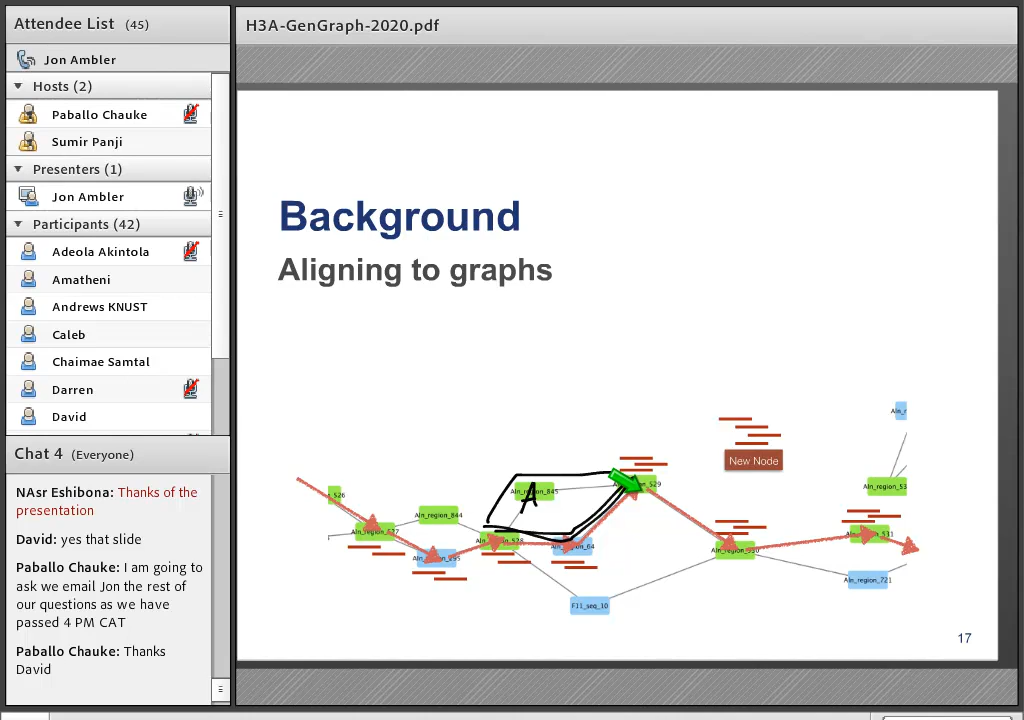 Attendee List (45)
Jon Ambler
Hosts (2)
Paballo Chauke
Sumir Panji
Presenters (1)
Jon Ambler
Participants (42)
Adeola Akintola
Amatheni
Andrews KNUST
Caleb
Chaimae Samtal
Darren
David
Chat 4 (Everyone)
NAsr Eshibona: Thanks of the
presentation
David: yes that slide
Paballo Chauke: I am going to
ask we email Jon the rest of
our questions as we have
passed 4 PM CAT
Paballo Chauke: Thanks
David
H3A-GenGraph-2020.pdf
Background
Aligning to graphs
New Node
Aln_region_845
A
Aln_region_844
F11_seq_10
Aln_region_721
17